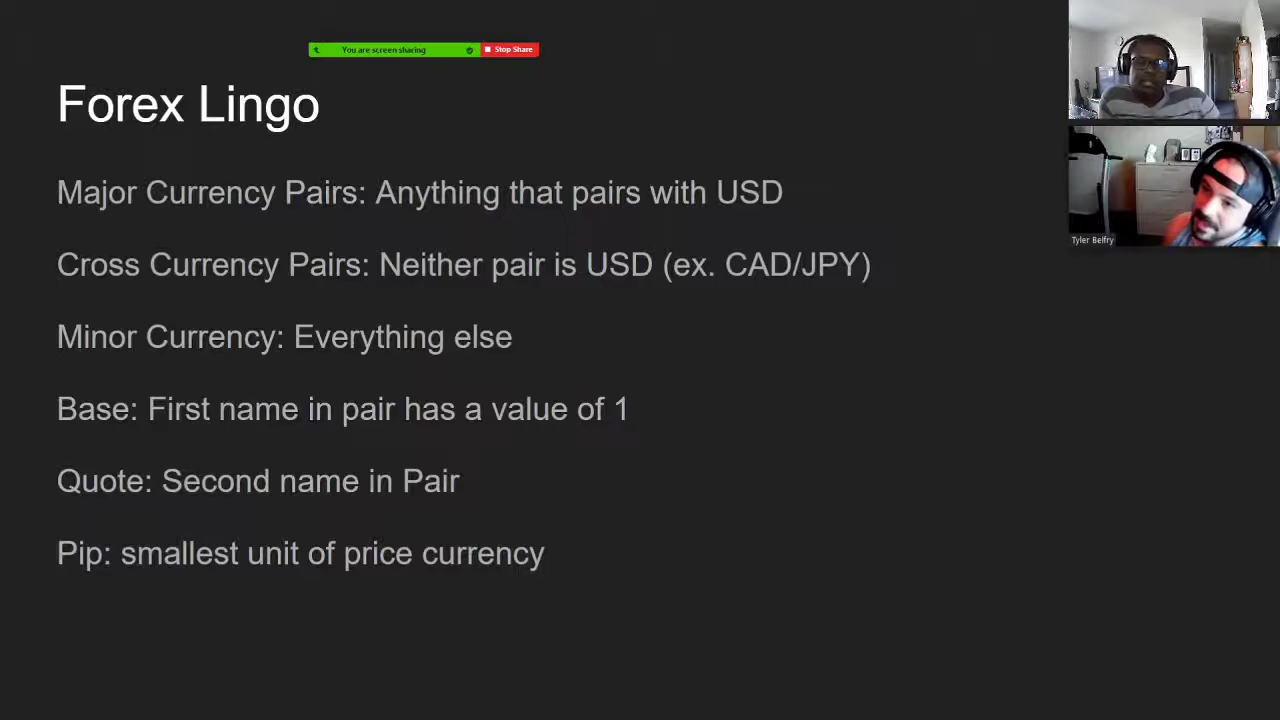 You are screen sharing
Stop Share
Forex Lingo
Major Currency Pairs: Anything that pairs with USD
Cross Currency Pairs: Neither pair is USD (ex. CAD/JPY)
Minor Currency: Everything else
Base: First name in pair has a value of 1
Quote: Second name in Pair
Pip: smallest unit of price currency
Tyler Belfry